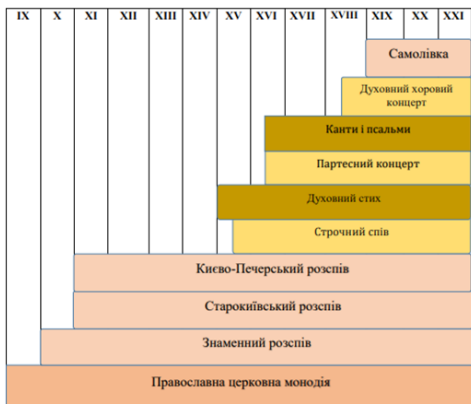 IX X XI XII XIII XIV XV XVI XVII XVIII XIX XX XXI
Самолівка
Духовний хоровий
концерт
Канти і псальми
Партесний концерт
Духовний стих
Строчний спів
Києво-Печерський розспів
Старокиївський розспів
Знаменний розспів
Православна церковна монодія